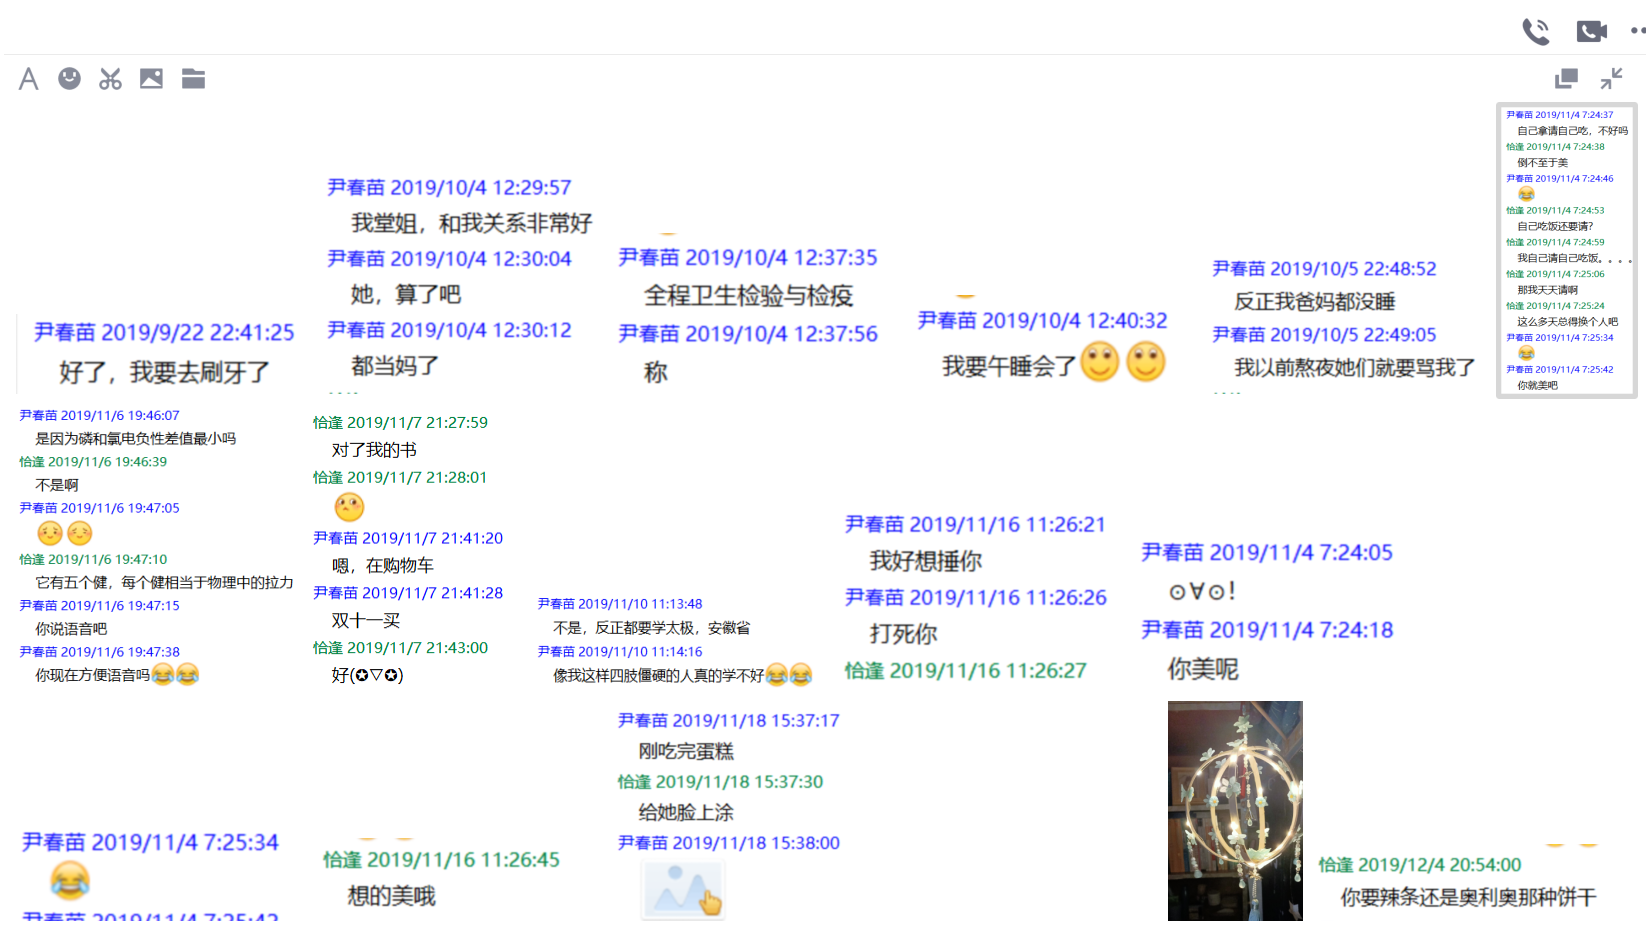 尹春苗 2019/9/22 22:41:25
好了，我要去刷牙了
尹春苗 2019/10/4 12:29:57
我堂姐，和我关系非常好
尹春苗 2019/10/4 12:30:04
她，算了吧
尹春苗 2019/10/4 12:30:12
都当妈了
尹春苗 2019/10/4 12:37:35
全程卫生检验与检疫
尹春苗 2019/10/4 12:37:56
称
尹春苗 2019/10/4 12:40:32
我要午睡会了
尹春苗 2019/10/5 22:48:52
反正我爸妈都没睡
尹春苗 2019/10/5 22:49:05
我以前熬夜她们就要骂我了
尹春苗 2019/11/4 7:24:37
自己拿请自己吃，不好吗
恰逢 2019/11/4 7:24:38
倒不至于美
尹春苗 2019/11/4 7:24:46
恰逢 2019/11/4 7:24:53
自己吃饭还要请?
恰逢 2019/11/4 7:24:59
我自己请自己吃饭。。。。
恰逢 2019/11/4 7:25:06
那我天天请啊
恰逢 2019/11/4 7:25:24
这么多天总得换个人吧
尹春苗 2019/11/4 7:25:34
尹春苗 2019/11/4 7:25:42
你就美吧
尹春苗 2019/11/6 19:46:07
是因为磷和氯电负性差值最小吗
恰逢 2019/11/6 19:46:39
不是啊
尹春苗 2019/11/6 19:47:05
恰逢 2019/11/6 19:47:10
它有五个健，每个健相当于物理中的拉力
尹春苗 2019/11/6 19:47:15
你说语音吧
尹春苗 2019/11/6 19:47:38
你现在方便语音吗
恰逢 2019/11/7 21:27:59
对了我的书
恰逢 2019/11/7 21:28:01
尹春苗 2019/11/7 21:41:20
嗯，在购物车
尹春苗 2019/11/7 21:41:28
双十一买
恰逢 2019/11/7 21:43:00
好(✪▽✪)
尹春苗 2019/11/10 11:13:48
不是，反正都要学太极，安徽省
尹春苗 2019/11/10 11:14:16
像我这样四肢僵硬的人真的学不好
尹春苗 2019/11/16 11:26:21
我好想捶你
尹春苗 2019/11/16 11:26:26
打死你
恰逢 2019/11/16 11:26:27
尹春苗 2019/11/4 7:24:05
⊙∀⊙!
尹春苗 2019/11/4 7:24:18
你美呢
尹春苗 2019/11/4 7:25:34
尹春苗 2019/11/4 7:25:42
恰逢 2019/11/16 11:26:45
想的美哦
尹春苗 2019/11/18 15:37:17
刚吃完蛋糕
恰逢 2019/11/18 15:37:30
给她脸上涂
尹春苗 2019/11/18 15:38:00
恰逢 2019/12/4 20:54:00
你要辣条还是奥利奥那种饼干